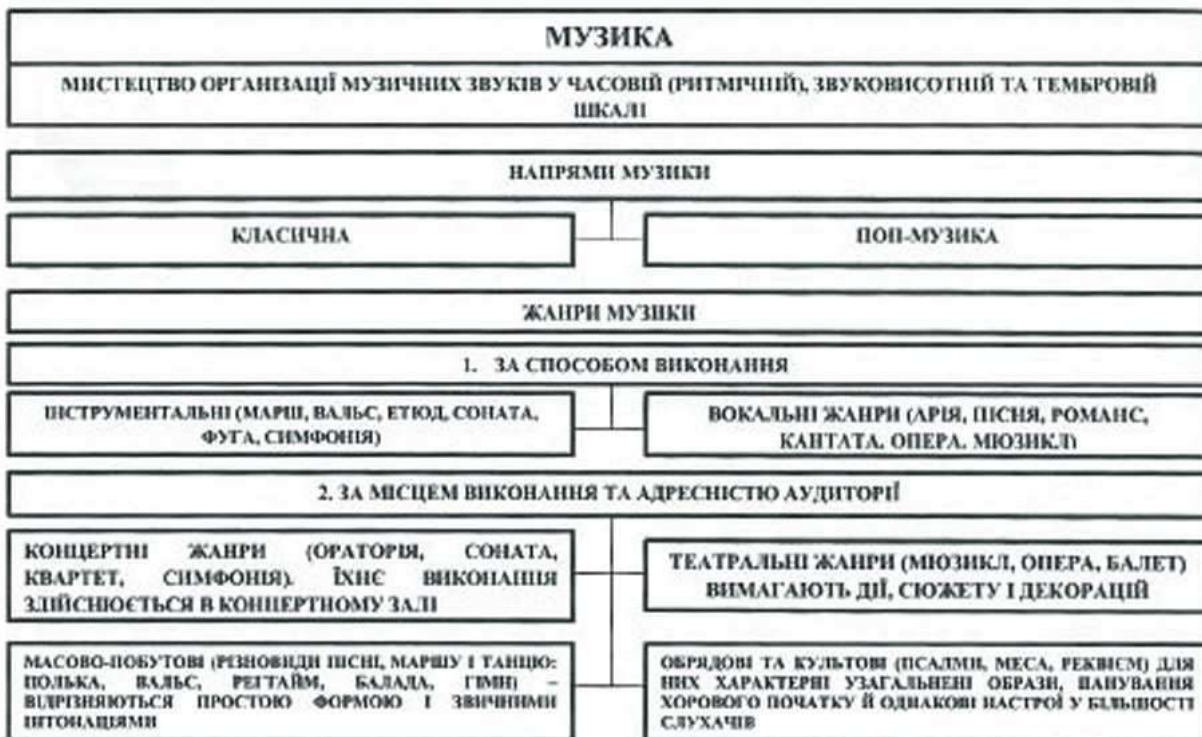 МУЗИКА
МИСТЕЦТВО ОРГАНІЗАЦІЇ МУЗИЧНИХ ЗВУКІВ У ЧАСОВІЙ (РИТМІЧНІЙ), ЗВУКОВИСОТНІЙ ТА ТЕМБРОВІЙ
ШКАЛІ
НАПРЯМИ МУЗИКИ
КЛАСИЧНА
ПОП-МУЗИКА
ЖАНРИ МУЗИКИ
1. ЗА СПОСОБОМ ВИКОНАННЯ
ІНСТРУМЕНТАЛЬНІ (МАРШ, ВАЛЬС, ЕТЮД, СОНАТА,
ФУГА, СИМФОНІЯ)
ВОКАЛЬНІ ЖАНРИ (АРІЯ, ПІСНЯ, РОМАНС,
КАНТАТА, ОПЕРА, МЮЗИКЛ)
2. ЗА МІСЦЕМ ВИКОНАННЯ ТА АДРЕСНІСТЮ АУДИТОРІЇ
КОНЦЕРТНІ ЖАНРИ (ОРАТОРІЯ, СОНАТА,
КВАРТЕТ, СИМФОНІЯ). ЇХНЄ ВИКОНАННЯ
ЗДІЙСНЮЄТЬСЯ В КОНЦЕРТНОМУ ЗАЛІ
ТЕАТРАЛЬНІ ЖАНРИ (МЮЗИКЛ, ОПЕРА, БАЛЕТ)
ВИМАГАЮТЬ ДІЇ, СЮЖЕТУ І ДЕКОРАЦІЙ
МАСОВО-ПОБУТОВІ (РІЗНОВИДИ ПІСНІ, МАРШУ І ТАНЦЮ:
ПОЛЬКА, ВАЛЬС, РЕГТАЙМ, БАЛАДА, ГІМН) –
ВІДРІЗНЯЮТЬСЯ ПРОСТОЮ ФОРМОЮ І ЗВИЧНИМИ
ІНТОНАЦІЯМИ
ОБРЯДОВІ ТА КУЛЬТОВІ (ПСАЛМИ, МЕСА, РЕКВІЄМ) ДЛЯ
НИХ ХАРАКТЕРНІ УЗАГАЛЬНЕНІ ОБРАЗИ, ПАНУВАННЯ
ХОРОВОГО ПОЧАТКУ Й ОДНАКОВІ НАСТРОЇ У БІЛЬШОСТІ
СЛУХАЧІВ